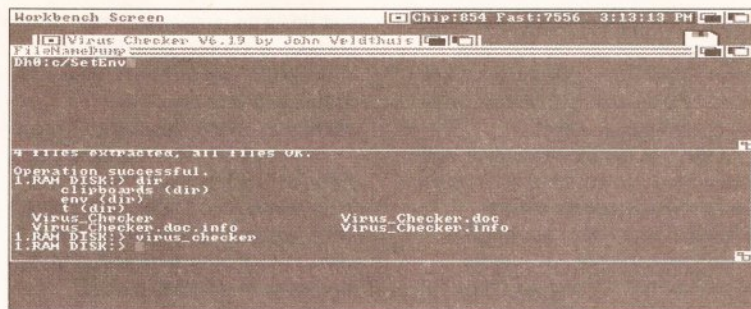 Workbench Screen
Chip:854 Fast:7556 3:13:13 PM
Virus Checker V6.19 by John Veldthuis
FileNameDump
Dh0:c/SetEnv
4 files extracted, all files OK.
Operation successful.
1.RAM DISK:> dir
clipboards (dir)
env (dir)
t (dir)
Virus_Checker Virus_Checker.doc
Virus_Checker.doc.info Virus_Checker.info
1.RAM DISK:> virus_checker
1.RAM DISK:>